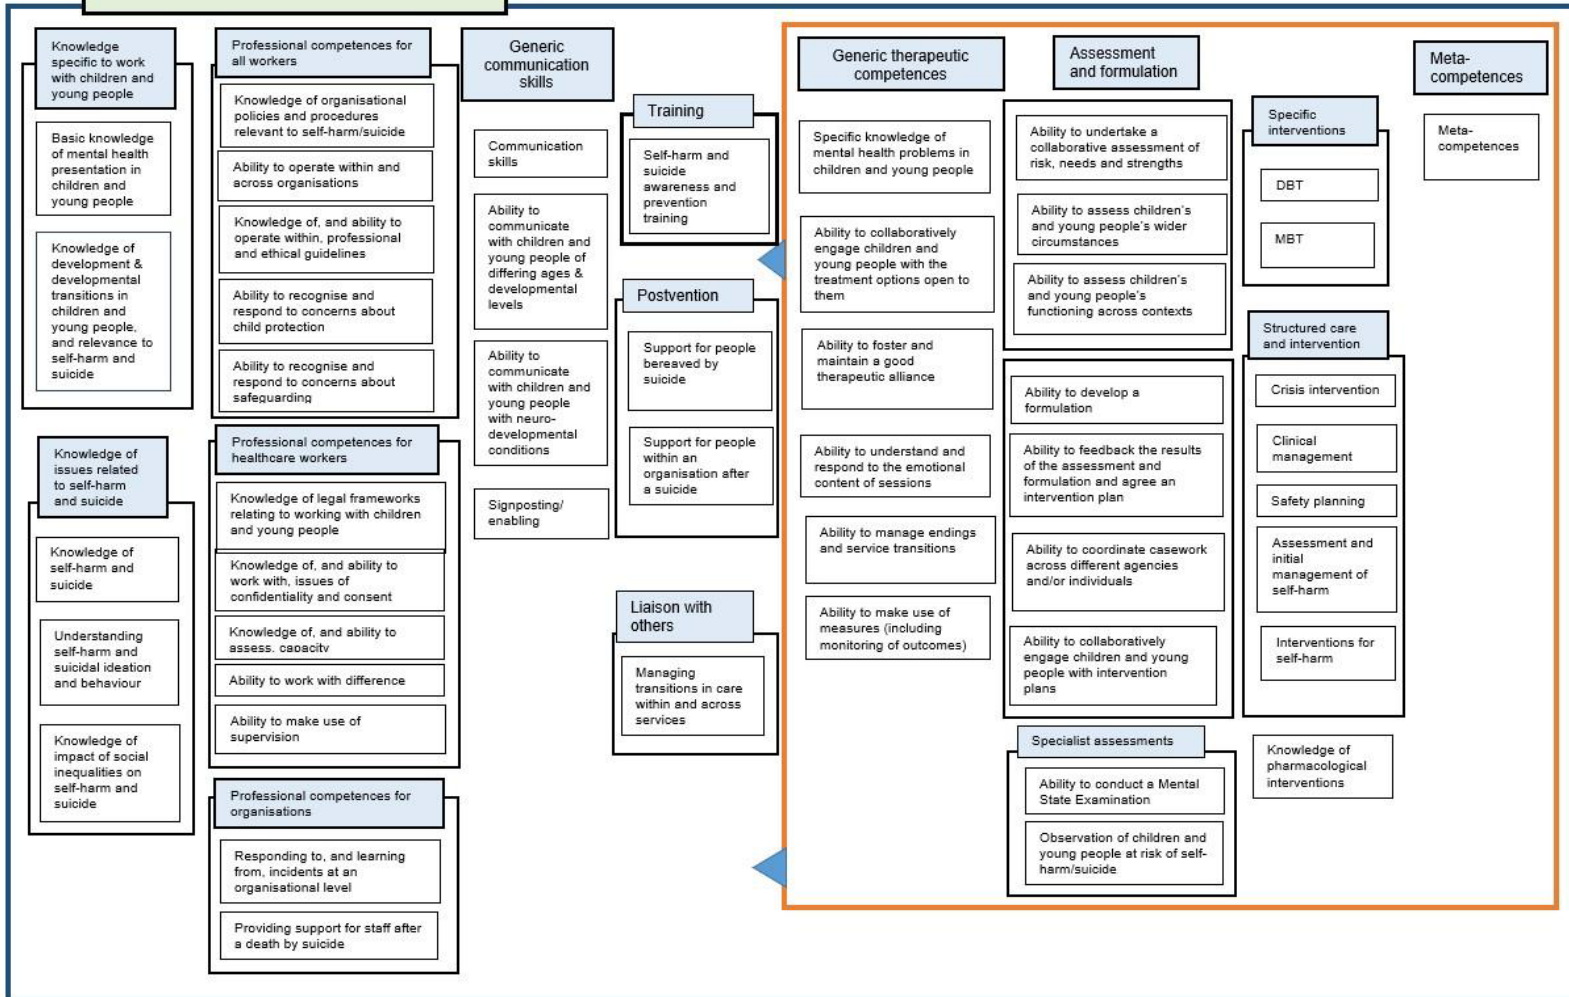 Knowledge
specific to work
with children and
young people
Basic knowledge
of mental health
presentation in
children and
young people
Knowledge of
development &
developmental
transitions in
children and
young people,
and relevance to
self-harm and
suicide
Knowledge of
issues related
to self-harm
and suicide
Knowledge of
self-harm and
suicide
Understanding
self-harm and
suicidal ideation
and behaviour
Knowledge of
impact of social
inequalities on
self-harm and
suicide
Professional competences for
all workers
Knowledge of organisational
policies and procedures
relevant to self-harm/suicide
Ability to operate within and
across organisations
Knowledge of, and ability to
operate within, professional
and ethical guidelines
Ability to recognise and
respond to concerns about
child protection
Ability to recognise and
respond to concerns about
safeguarding
Professional competences for
healthcare workers
Knowledge of legal frameworks
relating to working with children
and young people
Knowledge of, and ability to
work with, issues of
confidentiality and consent
Knowledge of, and ability to
assess, capacity
Ability to work with difference
Ability to make use of
supervision
Professional competences for
organisations
Responding to, and learning
from, incidents at an
organisational level
Providing support for staff after
a death by suicide
Generic
communication
skills
Communication
skills
Ability to
communicate
with children and
young people of
differing ages &
developmental
levels
Ability to
communicate
with children and
young people
with neuro-
developmental
conditions
Signposting/
enabling
Training
Self-harm and
suicide
awareness and
prevention
training
Postvention
Support for people
bereaved by
suicide
Support for people
within an
organisation after
a suicide
Liaison with
others
Managing
transitions in care
within and across
services
Generic therapeutic
competences
Specific knowledge of
mental health problems in
children and young people
Ability to collaboratively
engage children and
young people with the
treatment options open to
them
Ability to foster and
maintain a good
therapeutic alliance
Ability to understand and
respond to the emotional
content of sessions
Ability to manage endings
and service transitions
Ability to make use of
measures (including
monitoring of outcomes)
Assessment
and formulation
Ability to undertake a
collaborative assessment of
risk, needs and strengths
Ability to assess children's
and young people's wider
circumstances
Ability to assess children's
and young people's
functioning across contexts
Ability to develop a
formulation
Ability to feedback the results
of the assessment and
formulation and agree an
intervention plan
Ability to coordinate casework
across different agencies
and/or individuals
Ability to collaboratively
engage children and young
people with intervention
plans
Specialist assessments
Ability to conduct a Mental
State Examination
Observation of children and
young people at risk of self-
harm/suicide
Specific
interventions
DBT
MBT
Structured care
and intervention
Crisis intervention
Clinical
management
Safety planning
Assessment and
initial
management of
self-harm
Interventions for
self-harm
Knowledge of
pharmacological
interventions
Meta-
competences
Meta-
competences